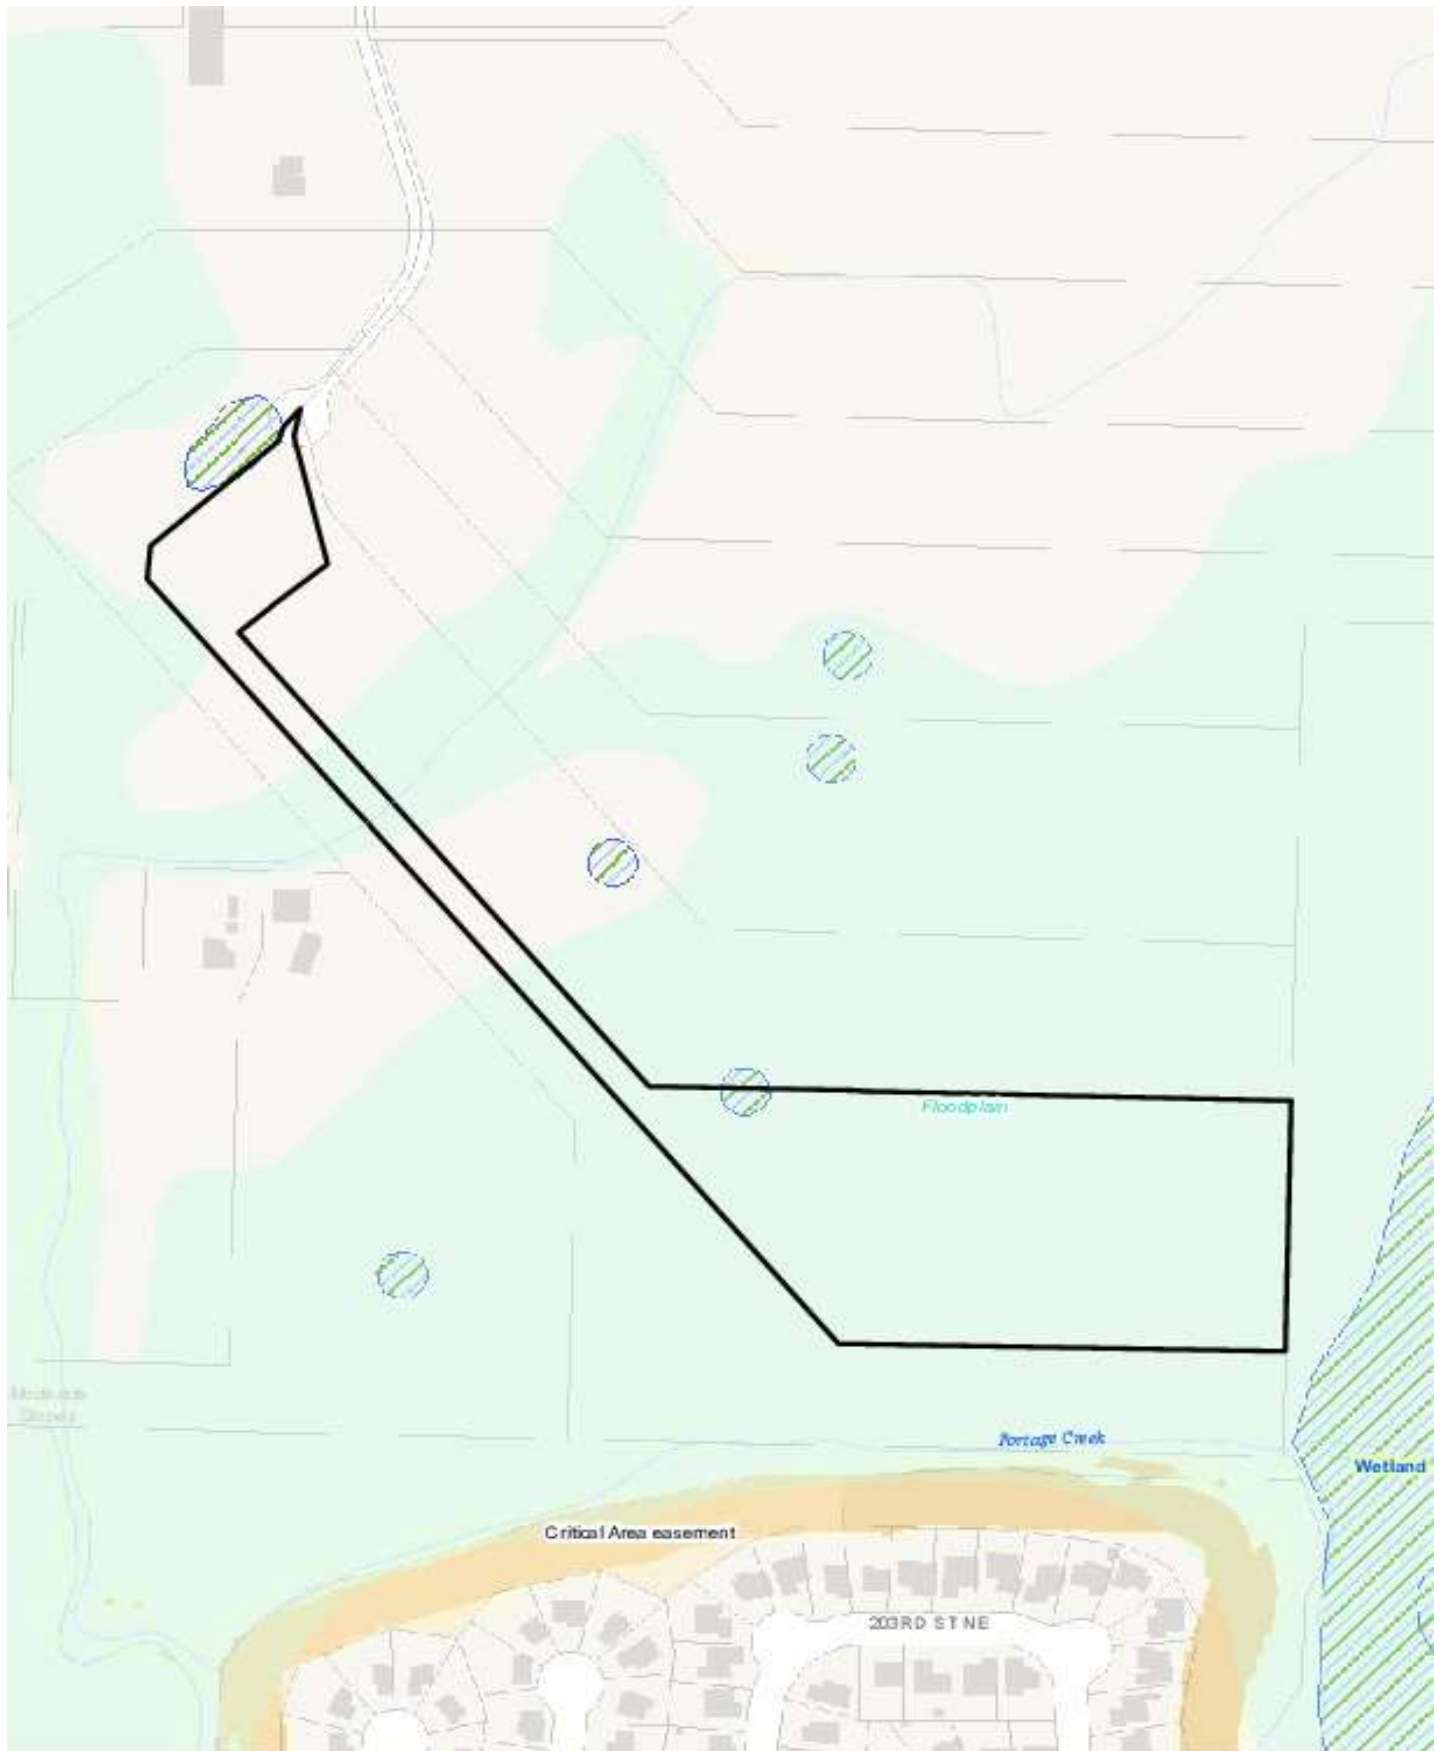 Floodplain
Portage Creek
Wetland
Critical Area easement
203RD ST NE